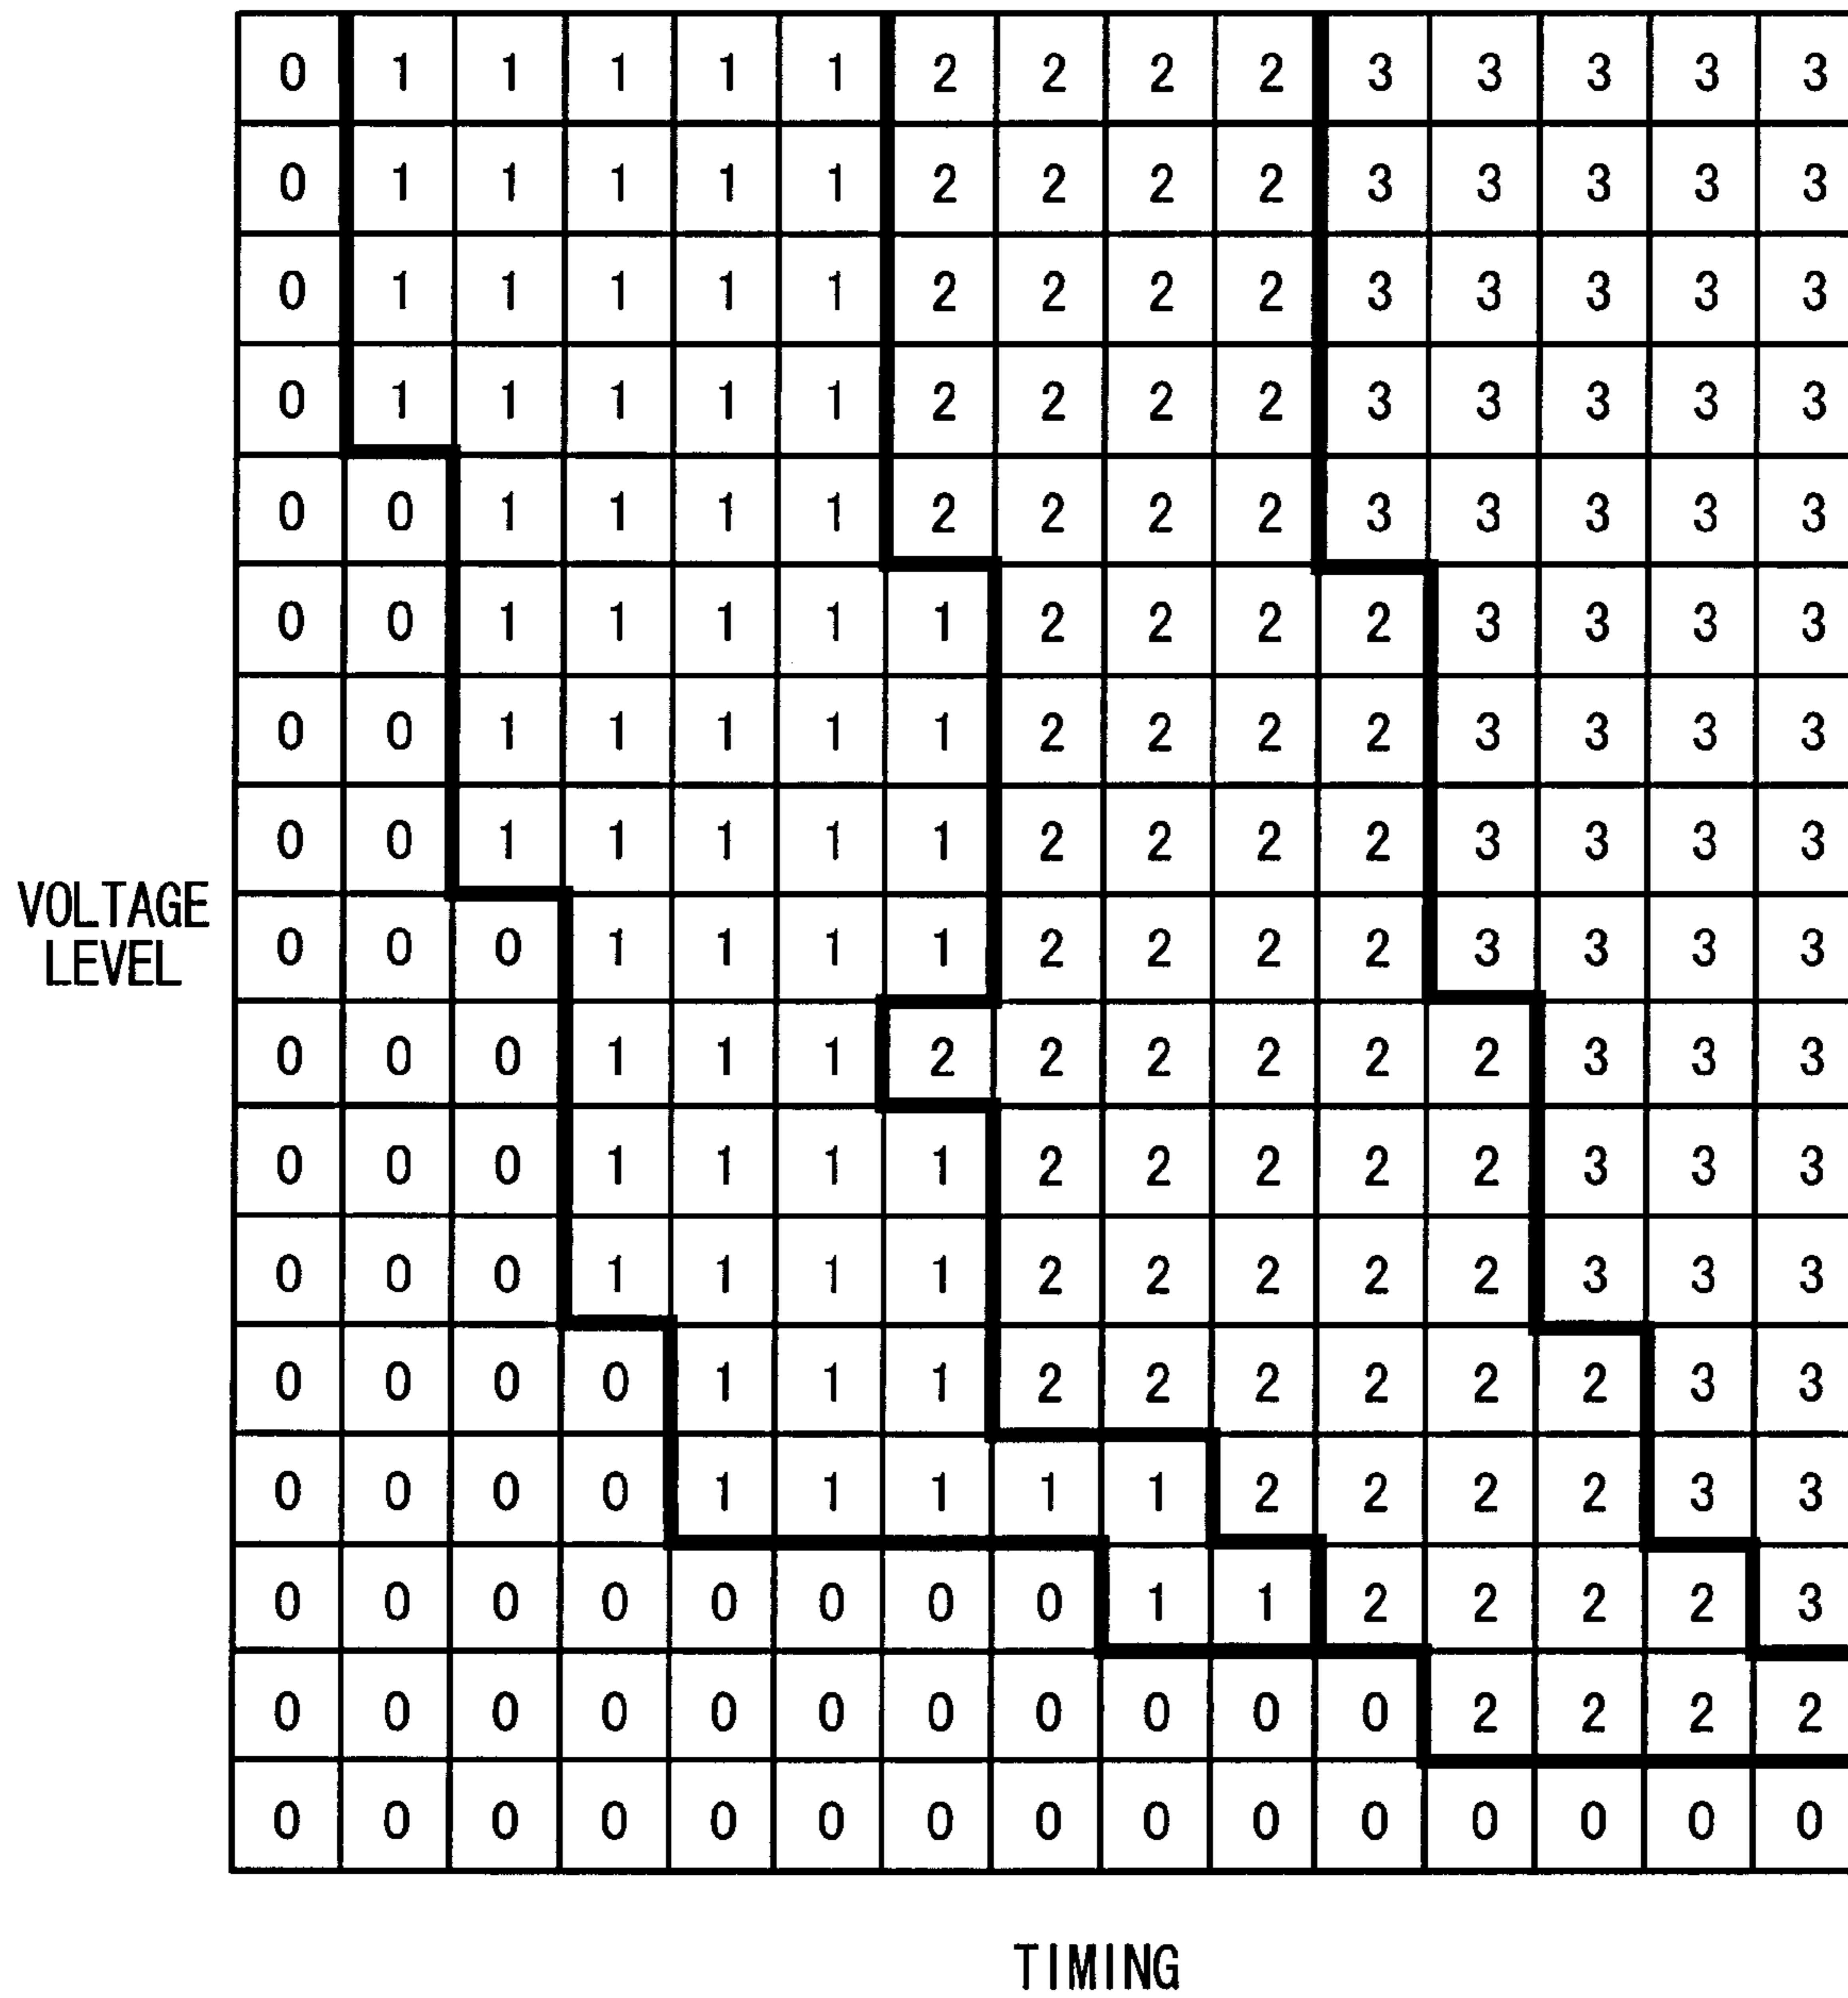 0 1 1 1 1 1 2 2 2 2 3 3 3 3 3
0 1 1 1 1 1 2 2 2 2 3 3 3 3 3
0 1 1 1 1 1 2 2 2 2 3 3 3 3 3
0 1 1 1 1 1 2 2 2 2 3 3 3 3 3
0 0 1 1 1 1 2 2 2 2 3 3 3 3 3
0 0 1 1 1 1 1 2 2 2 2 3 3 3 3
0 0 1 1 1 1 1 2 2 2 2 3 3 3 3
0 0 1 1 1 1 1 2 2 2 2 3 3 3 3
VOLTAGE
LEVEL
0 0 0 1 1 1 1 2 2 2 2 3 3 3 3
0 0 0 1 1 1 2 2 2 2 2 2 3 3 3
0 0 0 1 1 1 1 2 2 2 2 2 3 3 3
0 0 0 1 1 1 1 2 2 2 2 2 3 3 3
0 0 0 0 1 1 1 2 2 2 2 2 2 3 3
0 0 0 0 1 1 1 1 1 2 2 2 2 3 3
0 0 0 0 0 0 0 0 1 1 2 2 2 2 3
0 0 0 0 0 0 0 0 0 0 0 2 2 2 2
0 0 0 0 0 0 0 0 0 0 0 0 0 0 0
TIMING